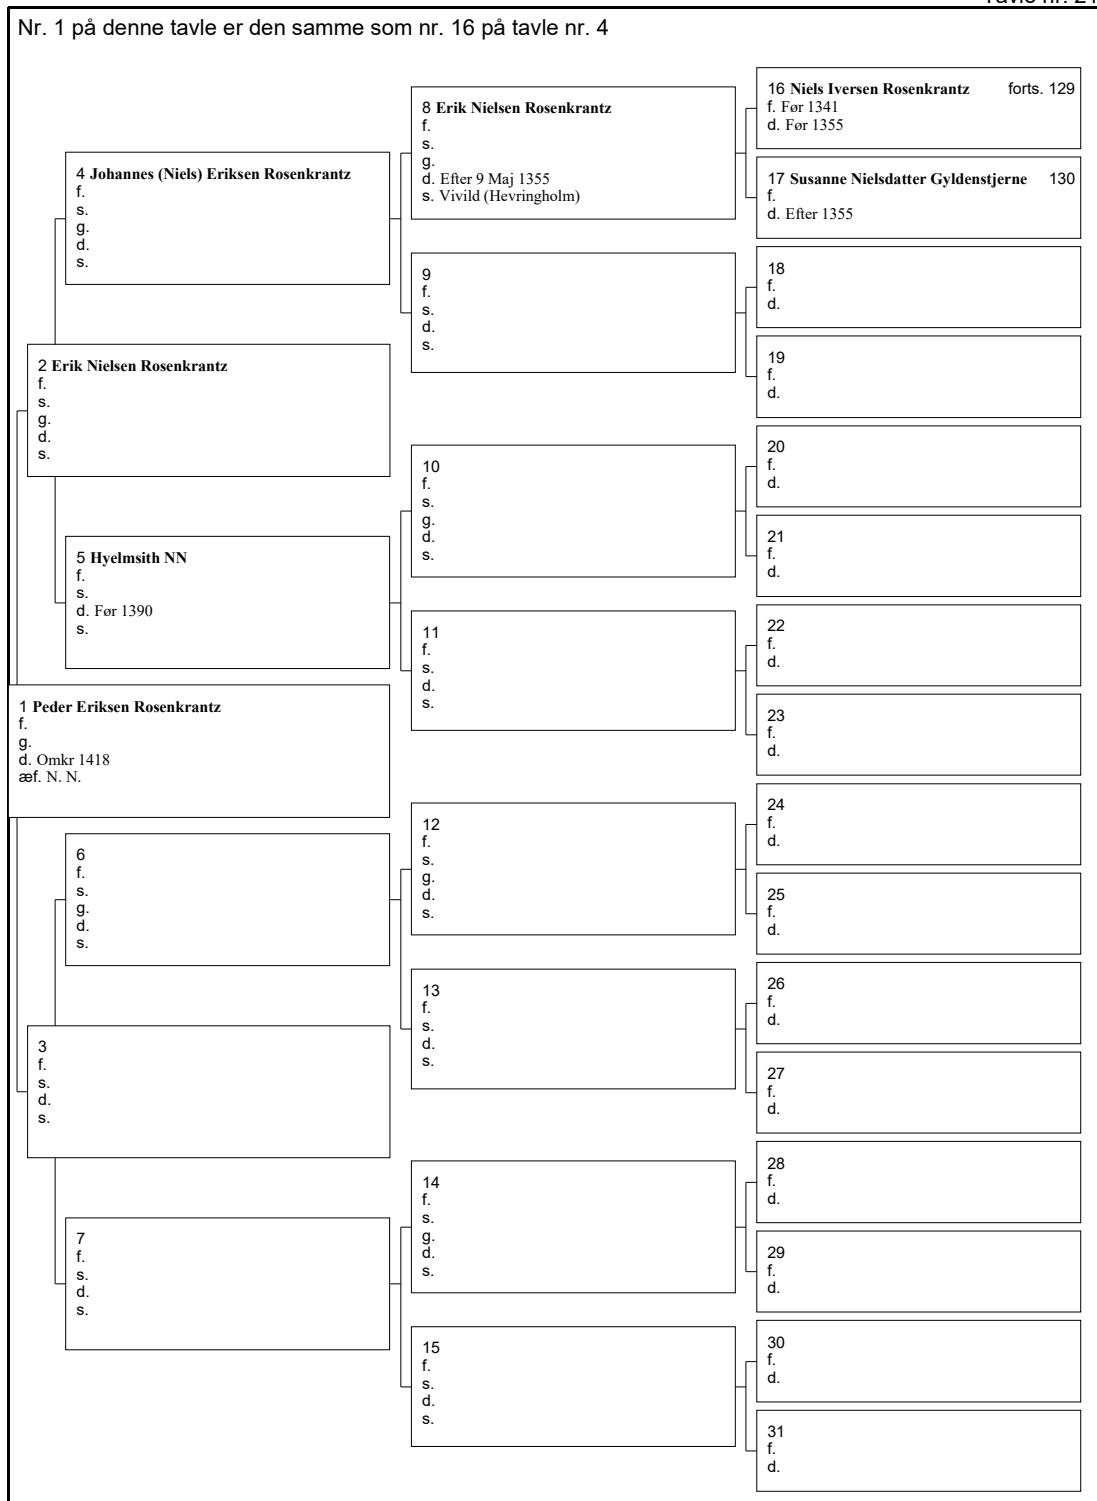 Nr. 1 på denne tavle er den samme som nr. 16 på tavle nr. 4
16 Niels Iversen Rosenkrantz forts. 129
f. Før 1341
d. Før 1355
8 Erik Nielsen Rosenkrantz
f.
s.
g.
d. Efter 9 Maj 1355
s. Vivild (Hevringholm)
17 Susanne Nielsdatter Gyldenstjerne 130
f.
d. Efter 1355
4 Johannes (Niels) Eriksen Rosenkrantz
f.
s.
g.
d.
s.
18
f.
d.
9
f.
s.
d.
s.
19
f.
d.
2 Erik Nielsen Rosenkrantz
f.
s.
g.
d.
s.
20
f.
d.
10
f.
s.
g.
d.
s.
21
f.
d.
5 Hyelmsith NN
f.
s.
d. Før 1390
s.
22
f.
d.
11
f.
s.
d.
s.
23
f.
d.
1 Peder Eriksen Rosenkrantz
f.
g.
d. Omkr 1418
æf. N. N.
24
f.
d.
12
f.
s.
g.
d.
s.
25
f.
d.
6
f.
s.
g.
d.
s.
26
f.
d.
13
f.
s.
d.
s.
27
f.
d.
3
f.
s.
d.
s.
28
f.
d.
14
f.
s.
g.
d.
s.
29
f.
d.
7
f.
s.
d.
s.
30
f.
d.
15
f.
s.
d.
s.
31
f.
d.